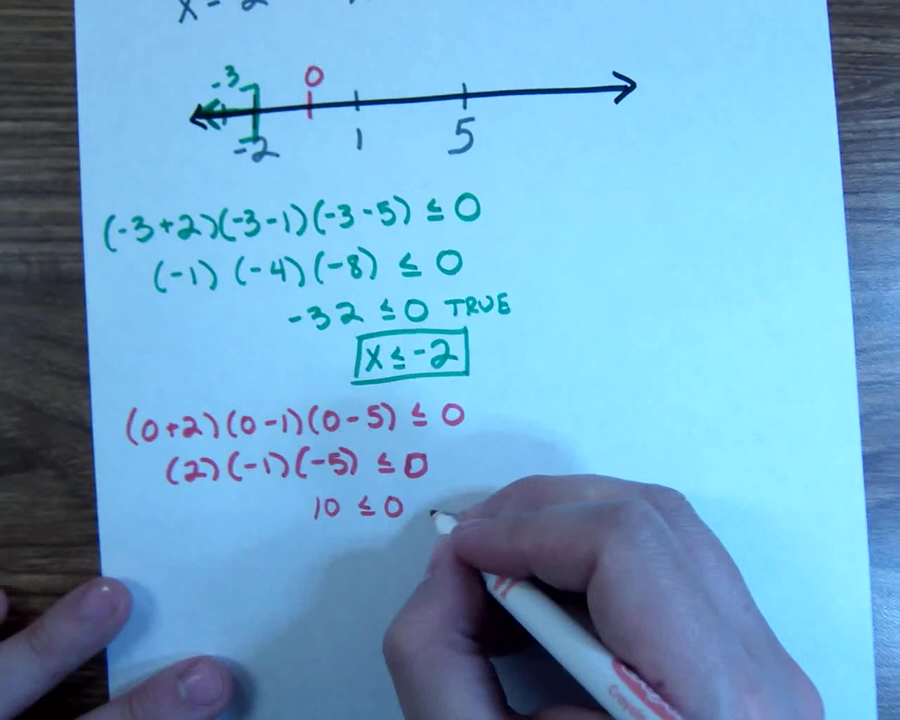 -3 0
-2 1 5
(-3+2)(-3-1)(-3-5) ≤ 0
(-1) (-4)(-8) ≤ 0
-32 ≤ 0 TRUE
x ≤ -2
(0+2)(0-1)(0-5) ≤ 0
(2)(-1)(-5) ≤ 0
10 ≤ 0